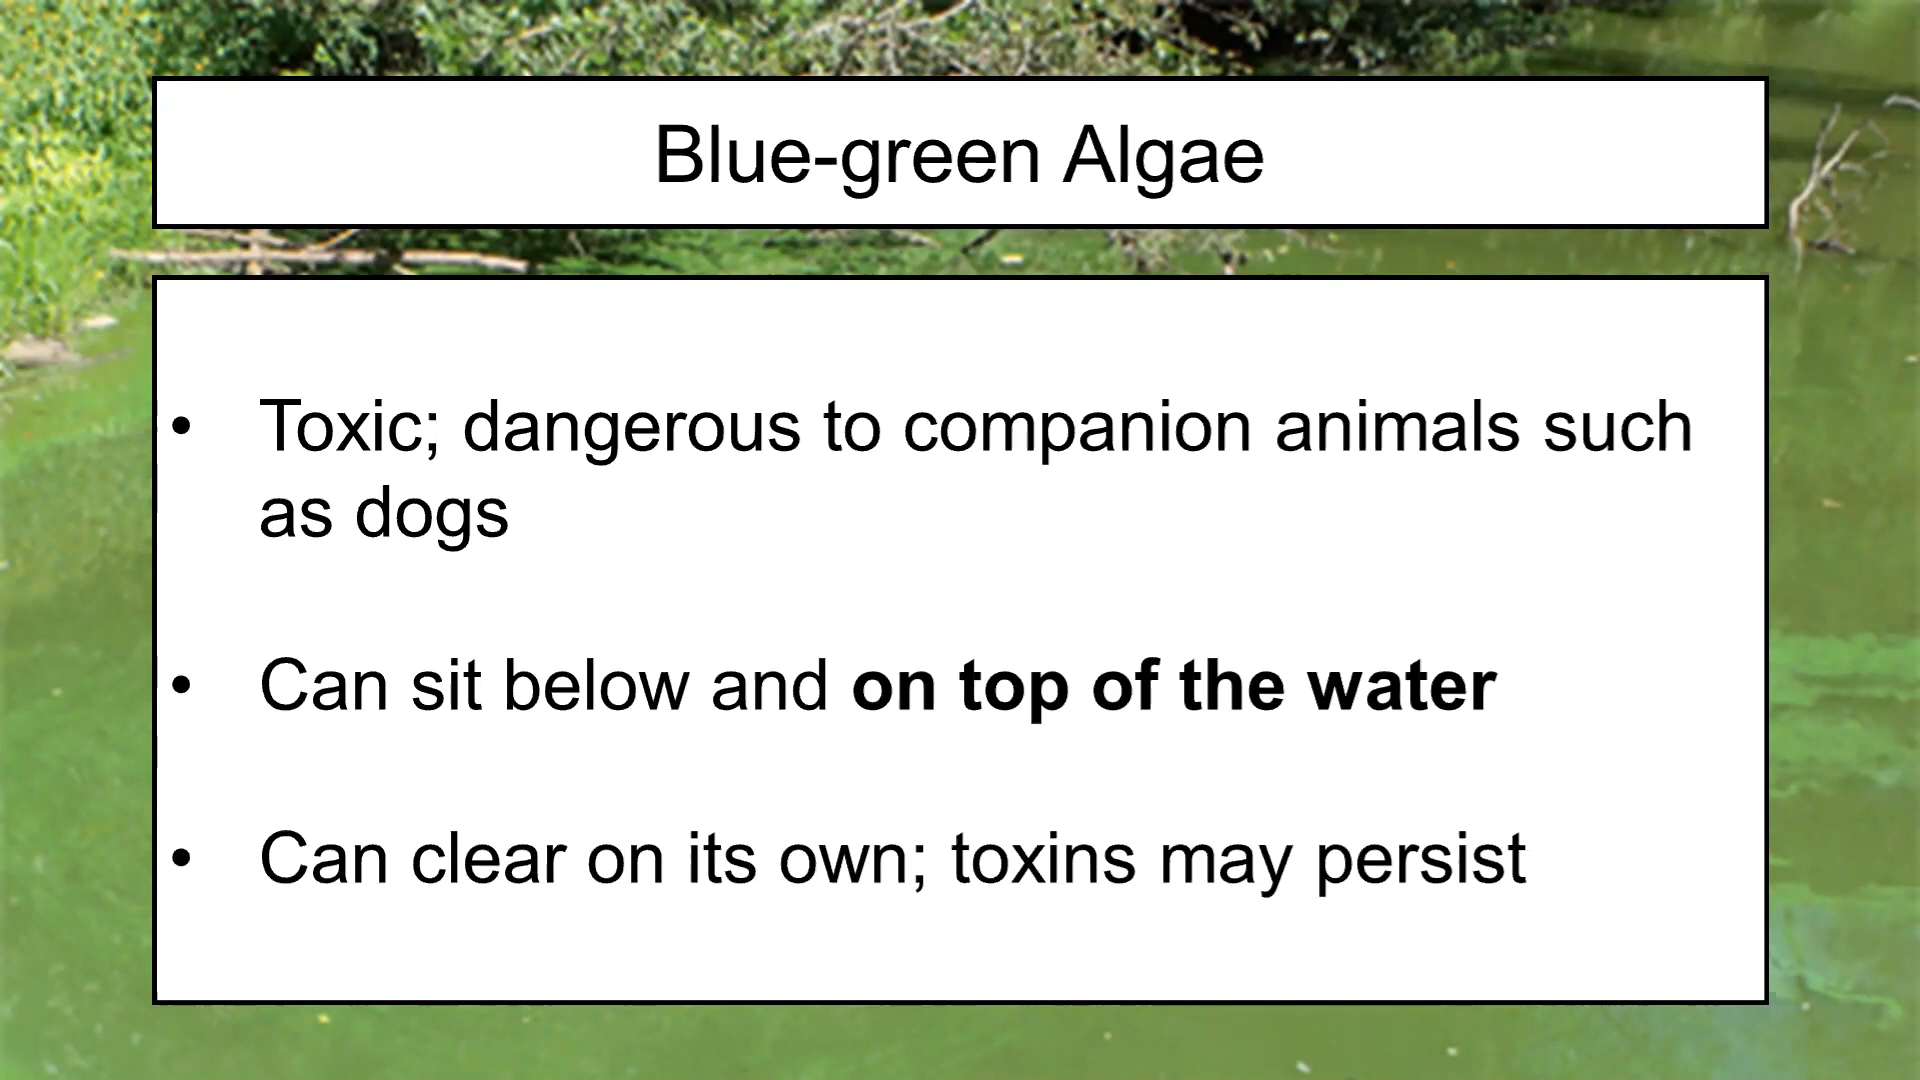 Blue-green Algae
• Toxic; dangerous to companion animals such
as dogs
• Can sit below and on top of the water
• Can clear on its own; toxins may persist